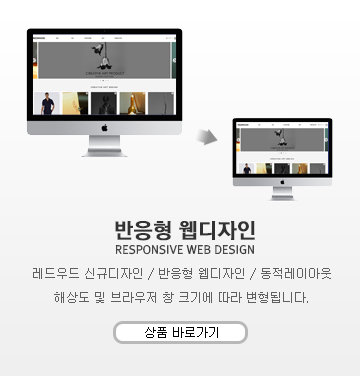 반응형 웹디자인
RESPONSIVE WEB DESIGN
레드우드 신규디자인 / 반응형 웹디자인 / 동적레이아웃
해상도 및 브라우저 창 크기에 따라 변형됩니다.
상품 바로가기